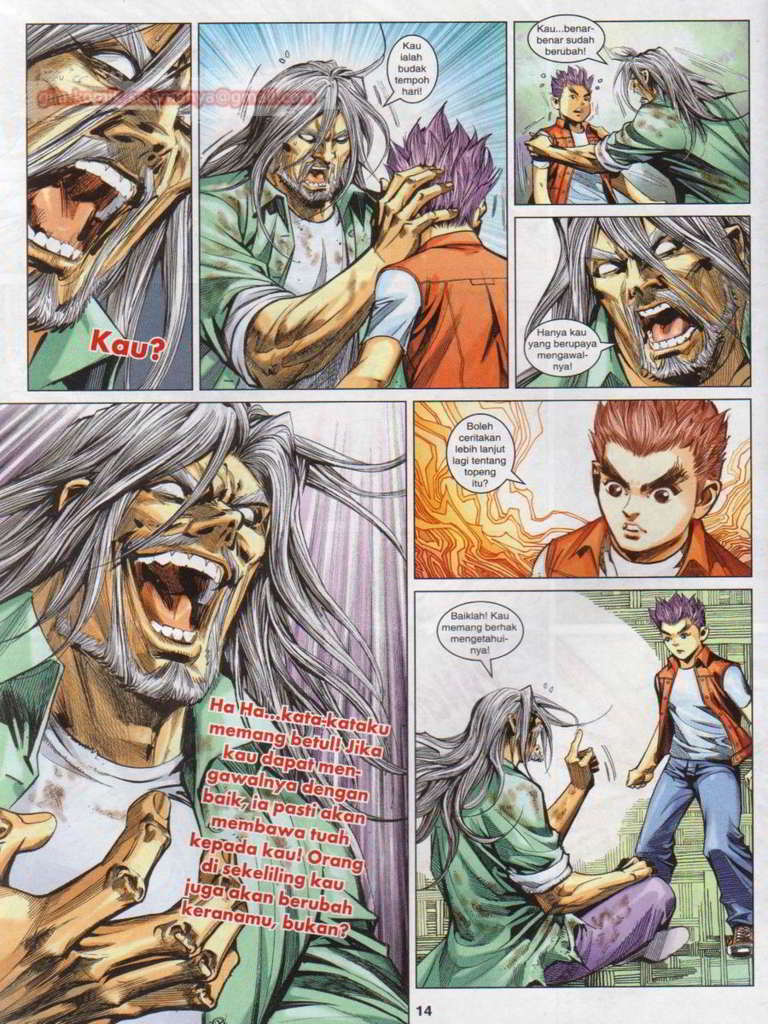 Kau?
Kau
ialah
budak
tempoh
hari!
Kau...benar-
benar sudah
berubah!
Hanya kau
yang berupaya
mengawal-
nya!
Ha Ha...kata-kataku
memang betul! Jika
kau dapat men-
gawalnya dengan
baik, ia pasti akan
membawa tuah
kepada kau! Orang
di sekeliling kau
juga akan berubah
keranamu, bukan?
Boleh
ceritakan
lebih lanjut
lagi tentang
topeng
itu?
Baiklah! Kau
memang berhak
mengetahui-
nya!
14